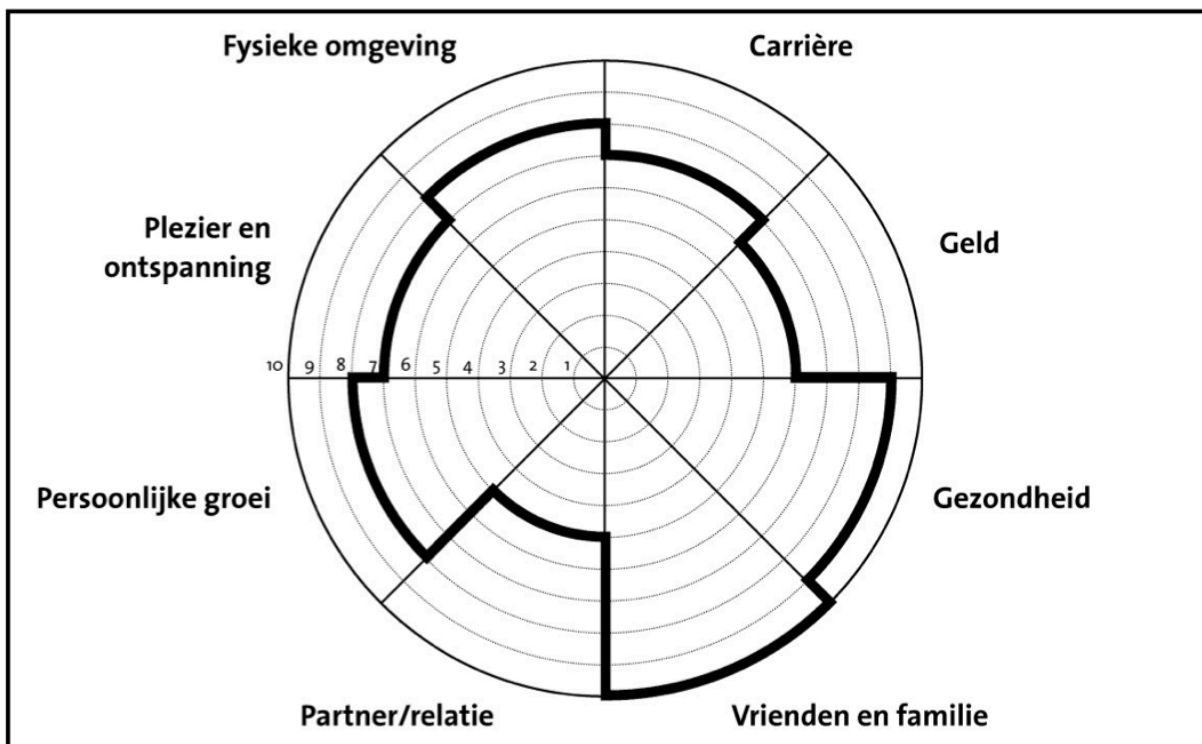 Fysieke omgeving
Carrière
Plezier en
ontspanning
Geld
10 9 8 7 6 5 4 3 2 1
Persoonlijke groei
Gezondheid
Partner/relatie
Vrienden en familie